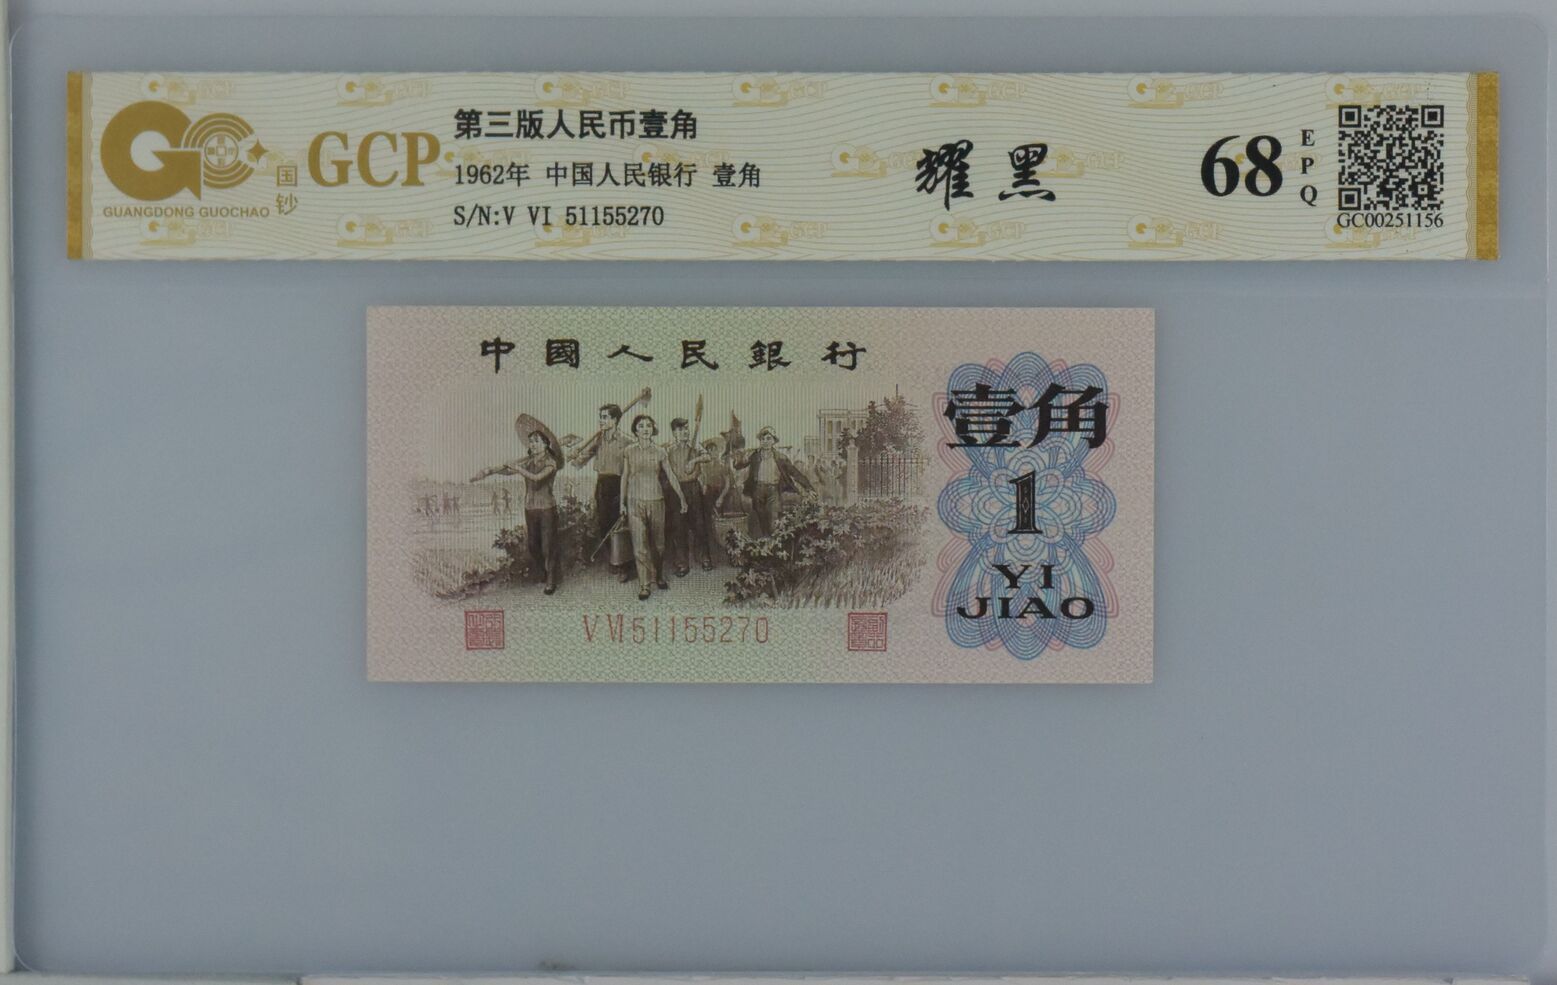 GUANGDONG GUOCHAO
国钞
GCP
第三版人民币壹角
1962年 中国人民银行 壹角
S/N:V VI 51155270
耀黑
68
EPQ
GC00251156
中國人民銀行
壹角
1
YI
JIAO
V VI 51155270